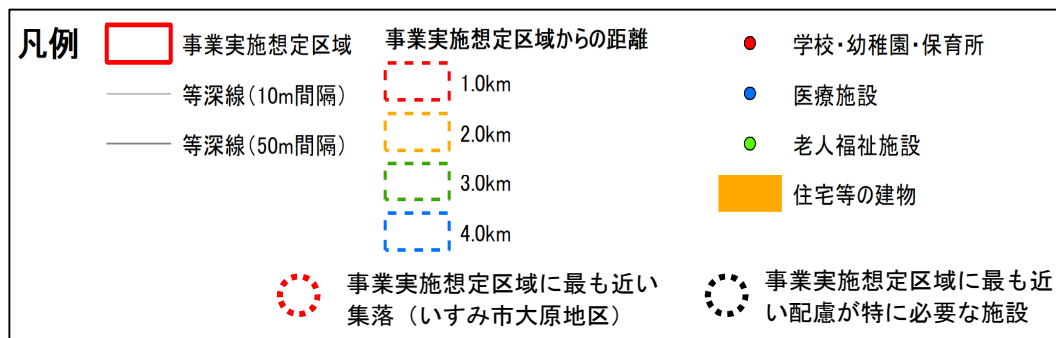 凡例
事業実施想定区域
等深線(10m間隔)
等深線(50m間隔)
事業実施想定区域からの距離
1.0km
2.0km
3.0km
4.0km
学校・幼稚園・保育所
医療施設
老人福祉施設
住宅等の建物
事業実施想定区域に最も近い
集落（いすみ市大原地区）
事業実施想定区域に最も近
い配慮が特に必要な施設